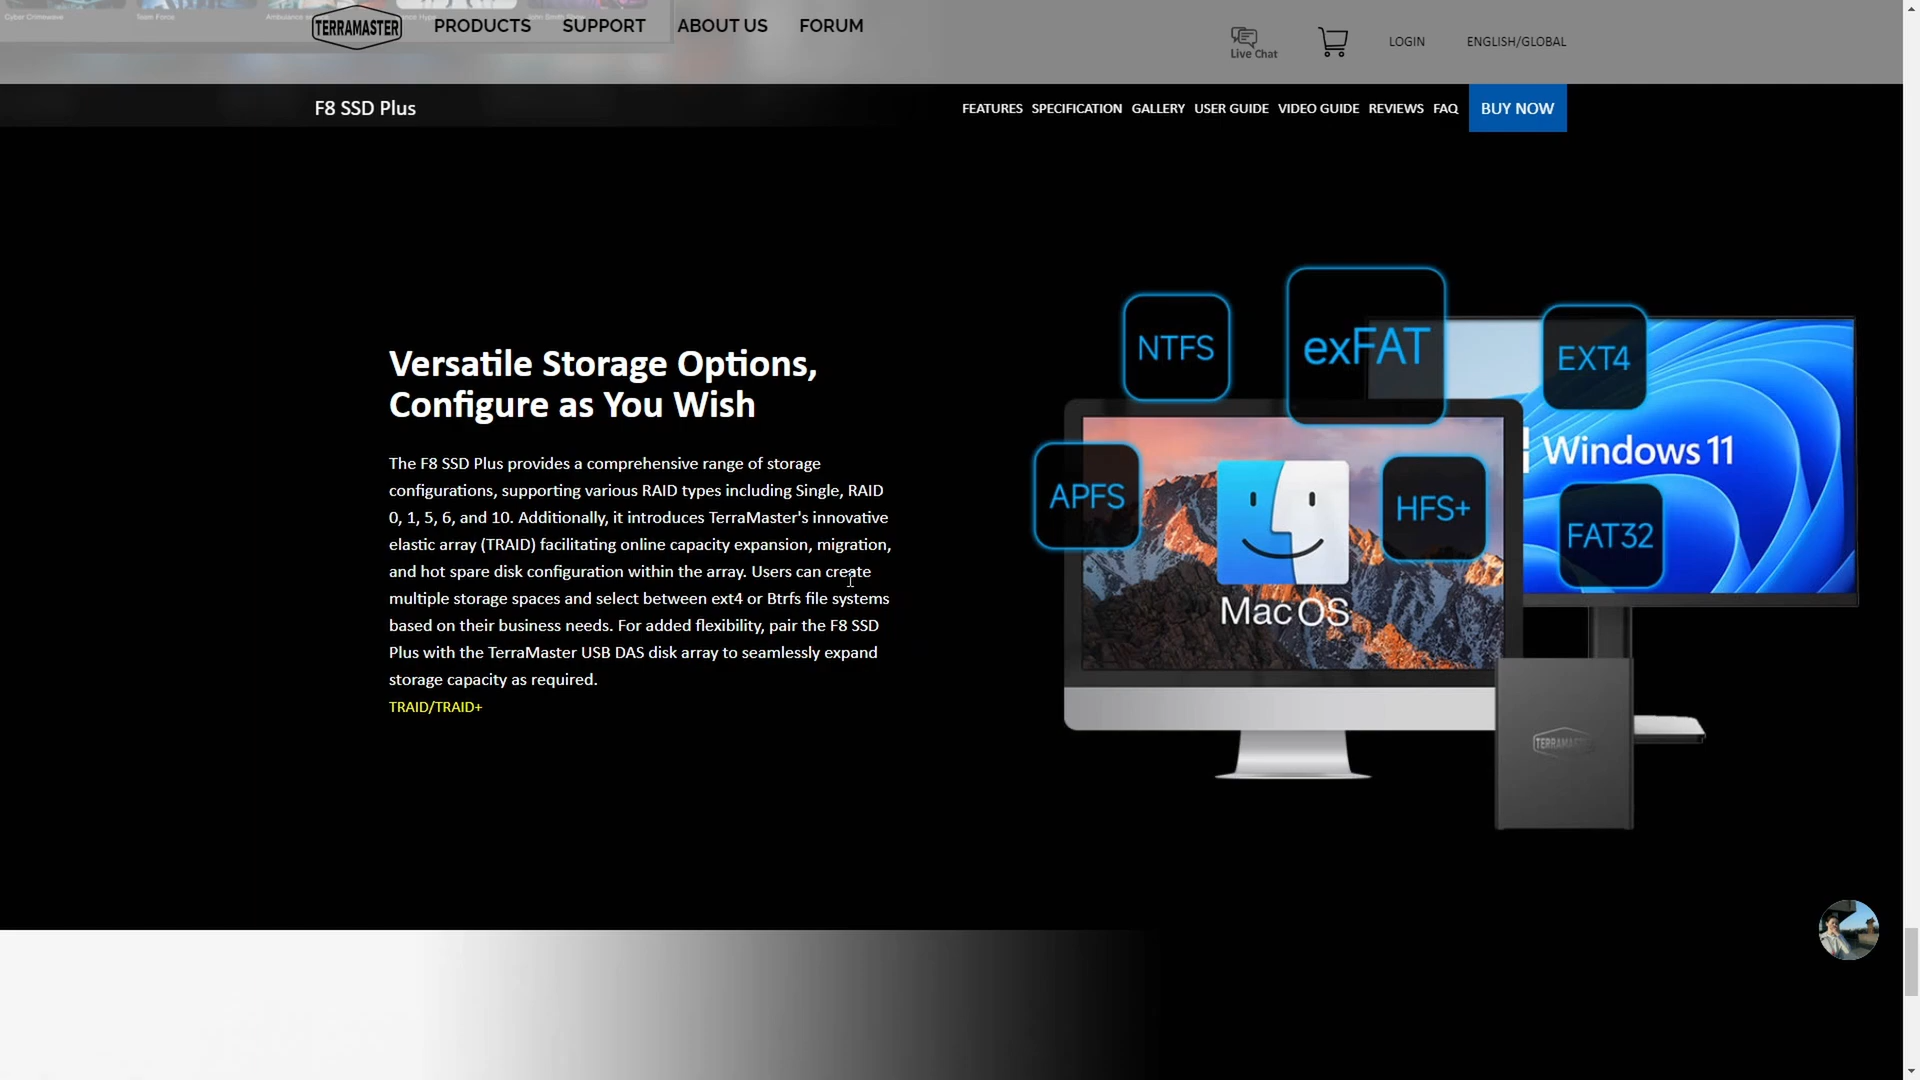 Cyber Crimewave
Team Force
TERRAMASTER
PRODUCTS
SUPPORT
ABOUT US
FORUM
Live Chat
LOGIN
ENGLISH/GLOBAL
F8 SSD Plus
FEATURES
SPECIFICATION
GALLERY
USER GUIDE
VIDEO GUIDE
REVIEWS
FAQ
BUY NOW
Versatile Storage Options,
Configure as You Wish
The F8 SSD Plus provides a comprehensive range of storage
configurations, supporting various RAID types including Single, RAID
0, 1, 5, 6, and 10. Additionally, it introduces TerraMaster's innovative
elastic array (TRAID) facilitating online capacity expansion, migration,
and hot spare disk configuration within the array. Users can create
multiple storage spaces and select between ext4 or Btrfs file systems
based on their business needs. For added flexibility, pair the F8 SSD
Plus with the TerraMaster USB DAS disk array to seamlessly expand
storage capacity as required.
TRAID/TRAID+
NTFS
exFAT
EXT4
APFS
HFS+
FAT32
Windows 11
MacOS
TERRAMASTER